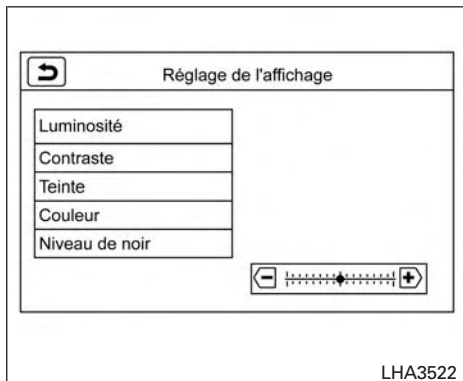 Réglage de l'affichage
Luminosité
Contraste
Teinte
Couleur
Niveau de noir
LHA3522